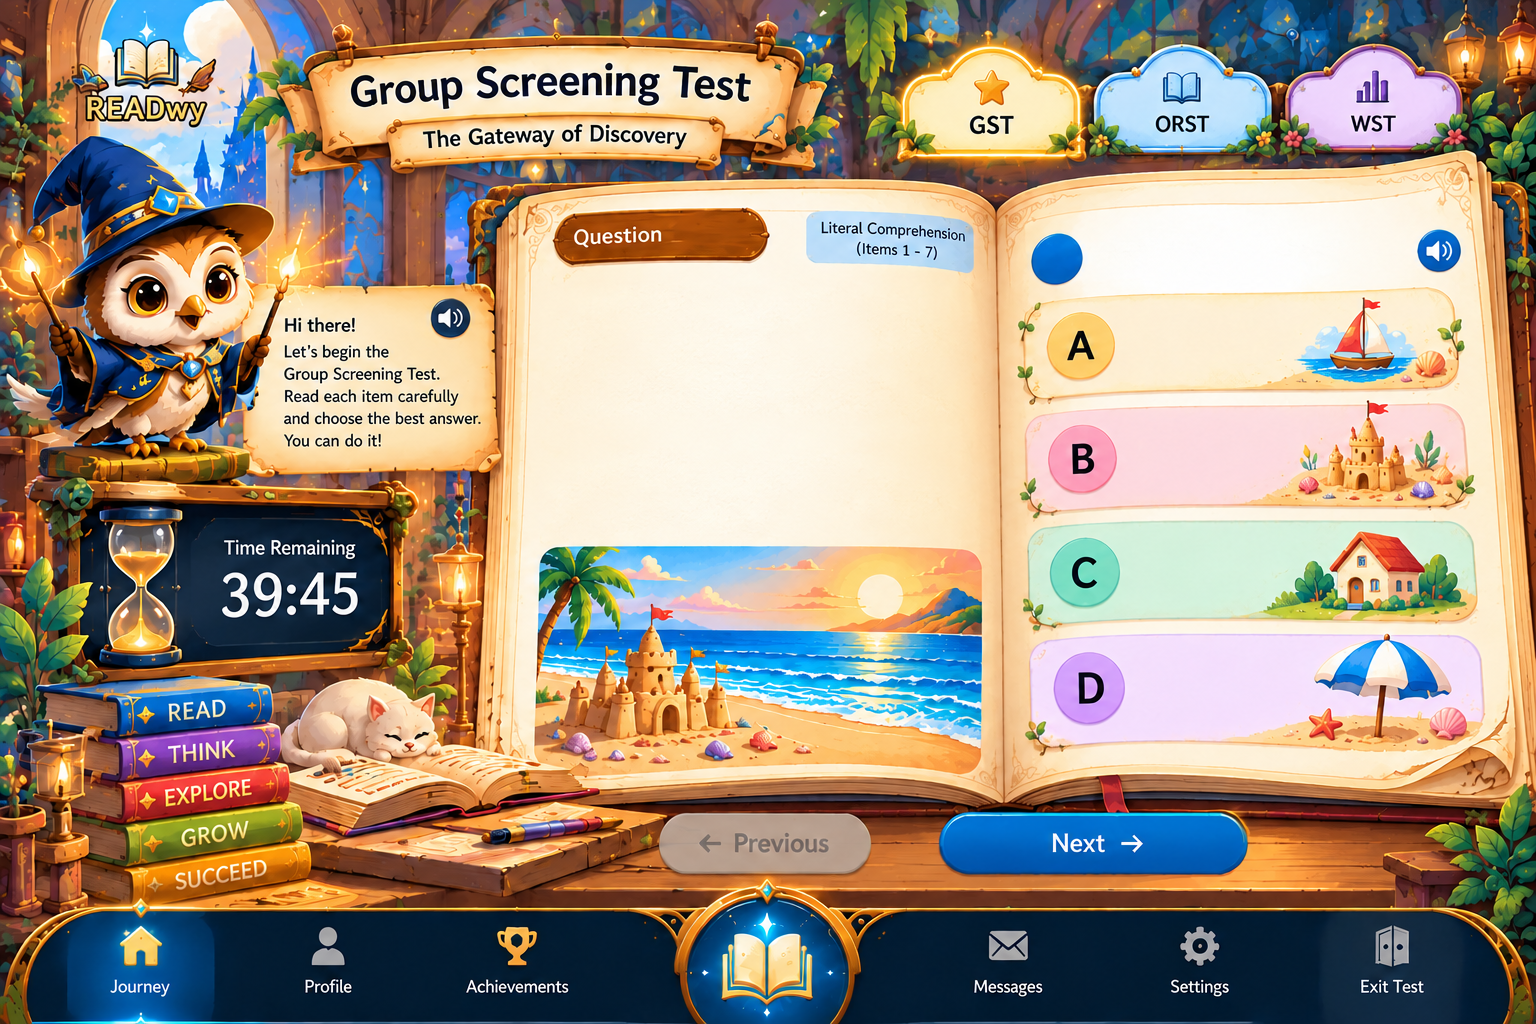 READwy
Group Screening Test
The Gateway of Discovery
GST
ORST
WST
Question
Literal Comprehension
(Items 1 - 7)
Hi there!
Let's begin the
Group Screening Test.
Read each item carefully
and choose the best answer.
You can do it!
A
B
C
D
Time Remaining
39:45
READ
THINK
EXPLORE
GROW
SUCCEED
← Previous
Next →
Journey
Profile
Achievements
Messages
Settings
Exit Test